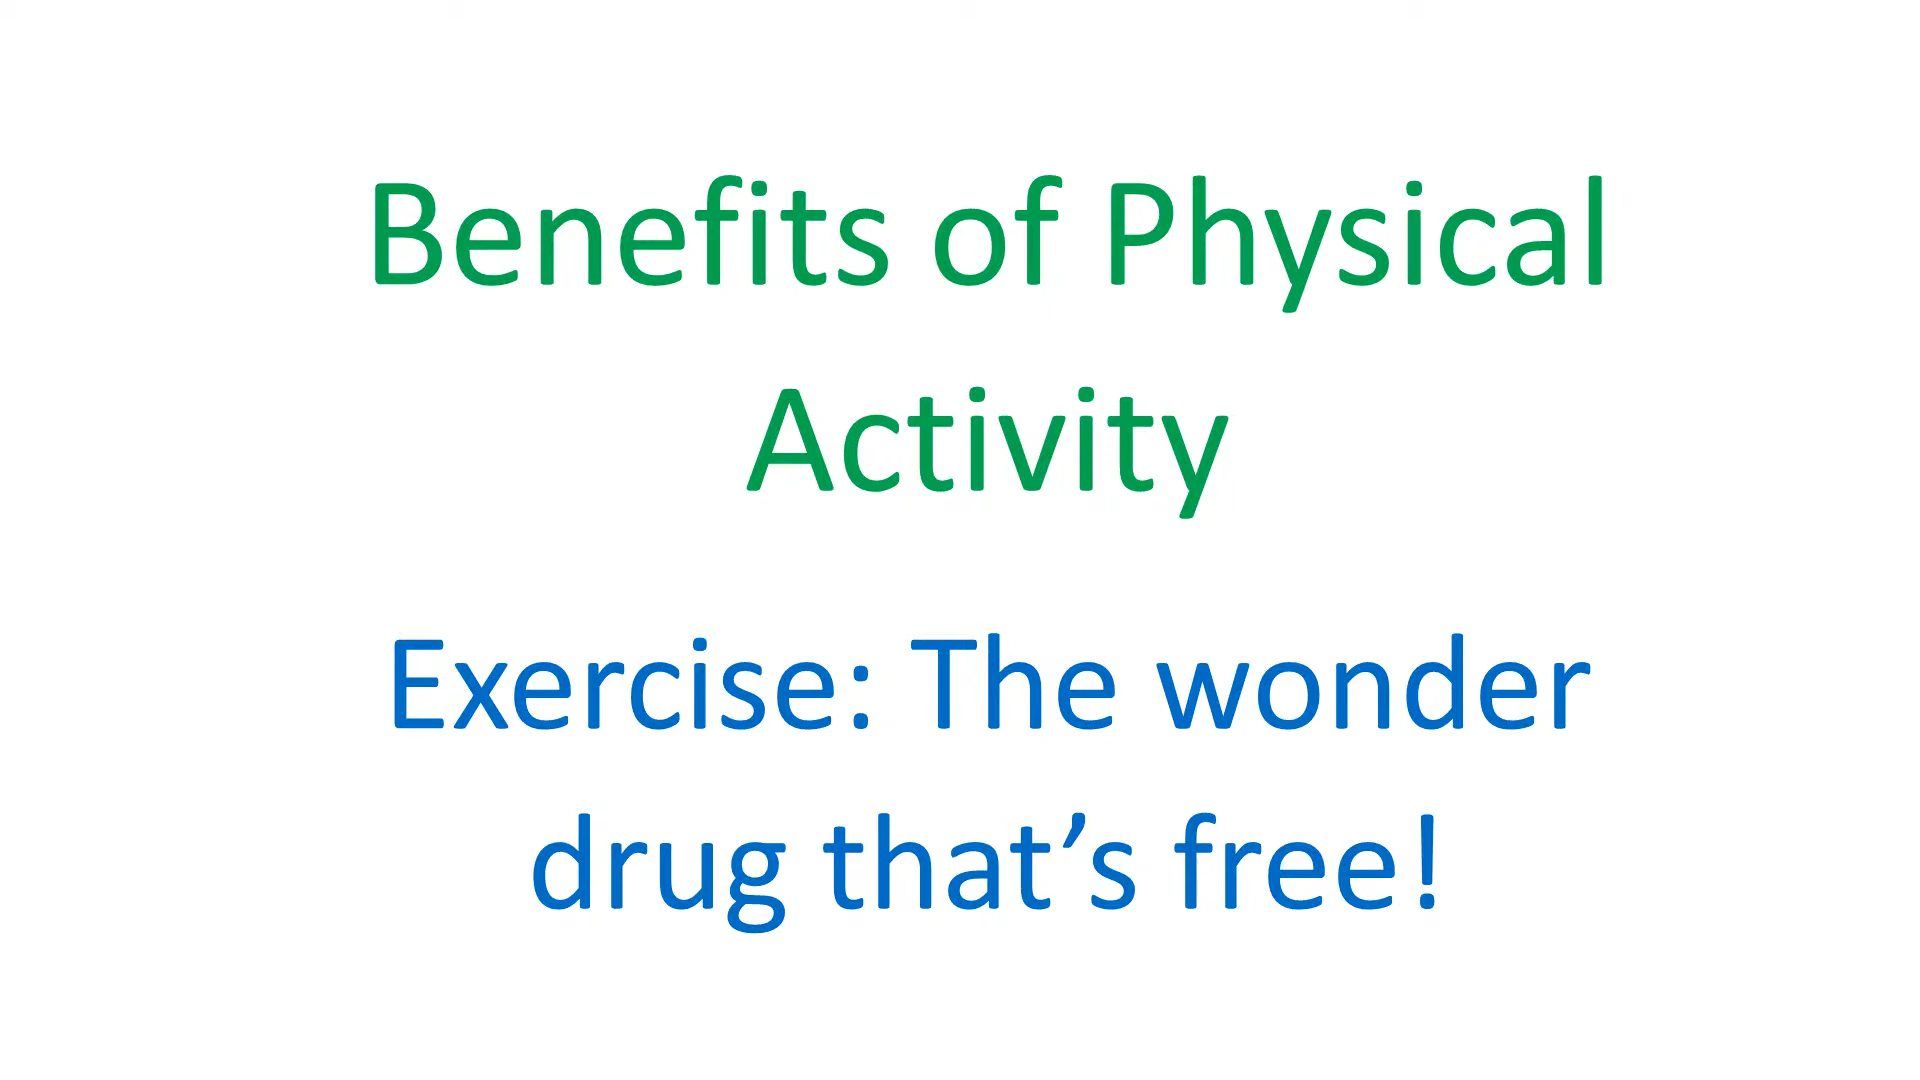 Benefits of Physical
Activity
Exercise: The wonder
drug that’s free!